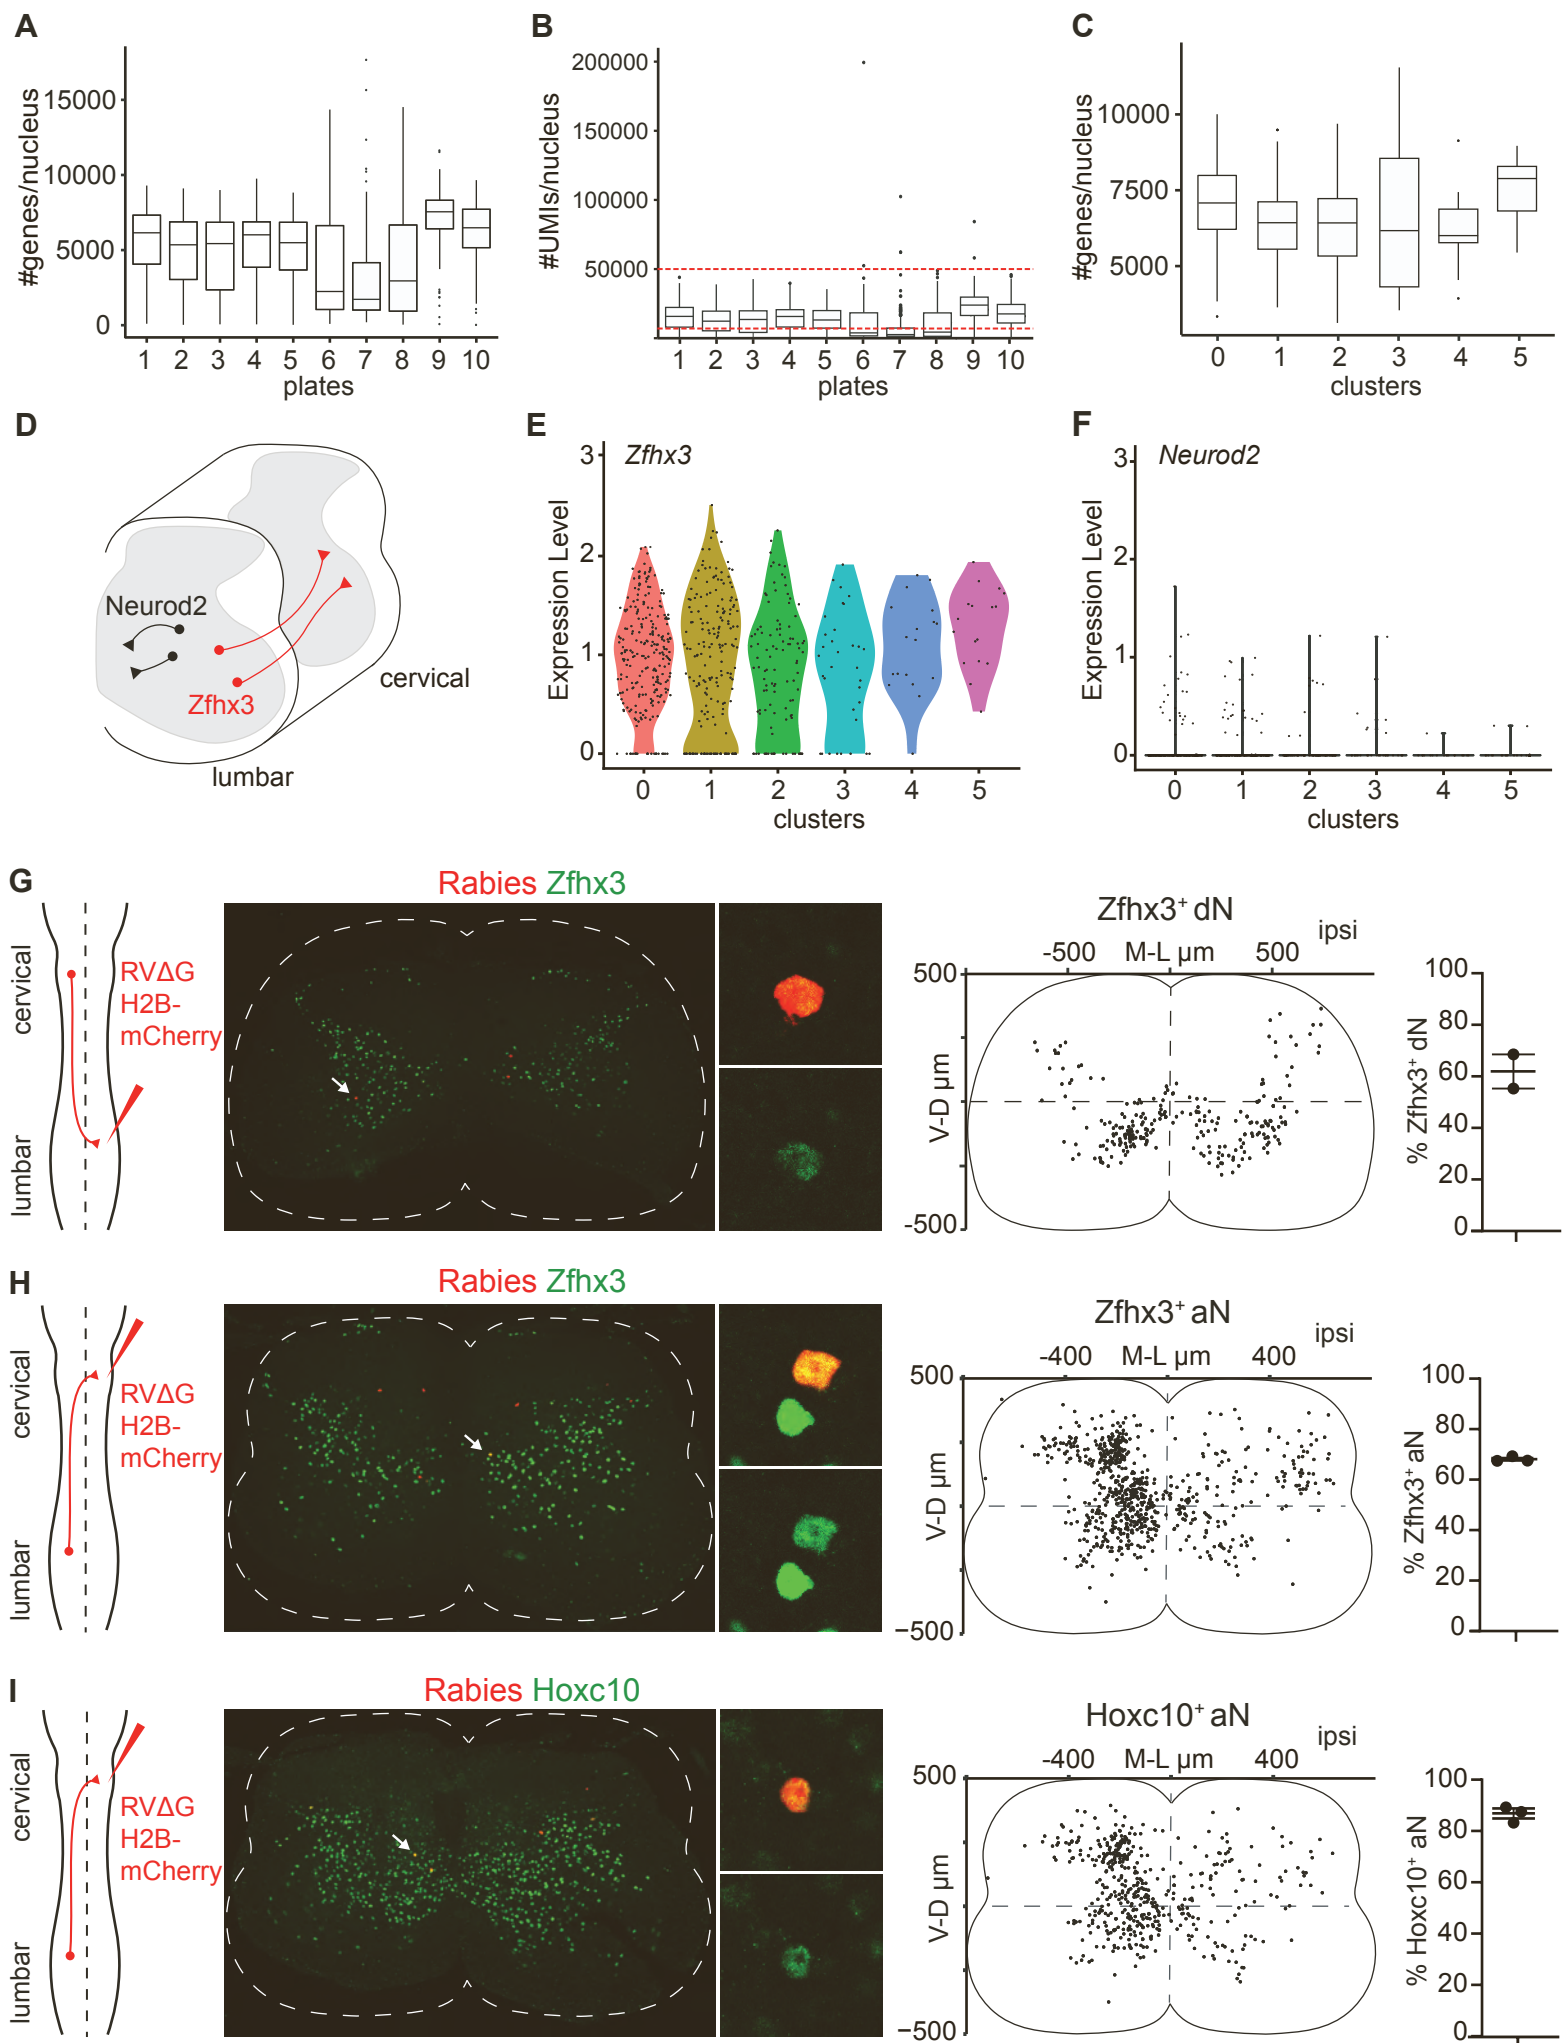 A
#genes/nucleus
15000
10000
5000
0
1 2 3 4 5 6 7 8 9 10
plates
B
#UMIs/nucleus
200000
150000
100000
50000
1 2 3 4 5 6 7 8 9 10
plates
C
#genes/nucleus
10000
7500
5000
0 1 2 3 4 5
clusters
D
Neurod2
Zfhx3
cervical
lumbar
E
Zfhx3
Expression Level
3
2
1
0
0 1 2 3 4 5
clusters
F
Neurod2
Expression Level
3
2
1
0
0 1 2 3 4 5
clusters
G
cervical
lumbar
RVΔG
H2B-
mCherry
Rabies Zfhx3
Zfhx3⁺ dN
ipsi
-500 M-L µm 500
500
V-D µm
-500
% Zfhx3⁺ dN
100
80
60
40
20
0
H
cervical
lumbar
RVΔG
H2B-
mCherry
Rabies Zfhx3
Zfhx3⁺ aN
ipsi
-400 M-L µm 400
500
V-D µm
−500
% Zfhx3⁺ aN
100
80
60
40
20
0
I
cervical
lumbar
RVΔG
H2B-
mCherry
Rabies Hoxc10
Hoxc10⁺ aN
ipsi
-400 M-L µm 400
500
V-D µm
−500
% Hoxc10⁺ aN
100
80
60
40
20
0